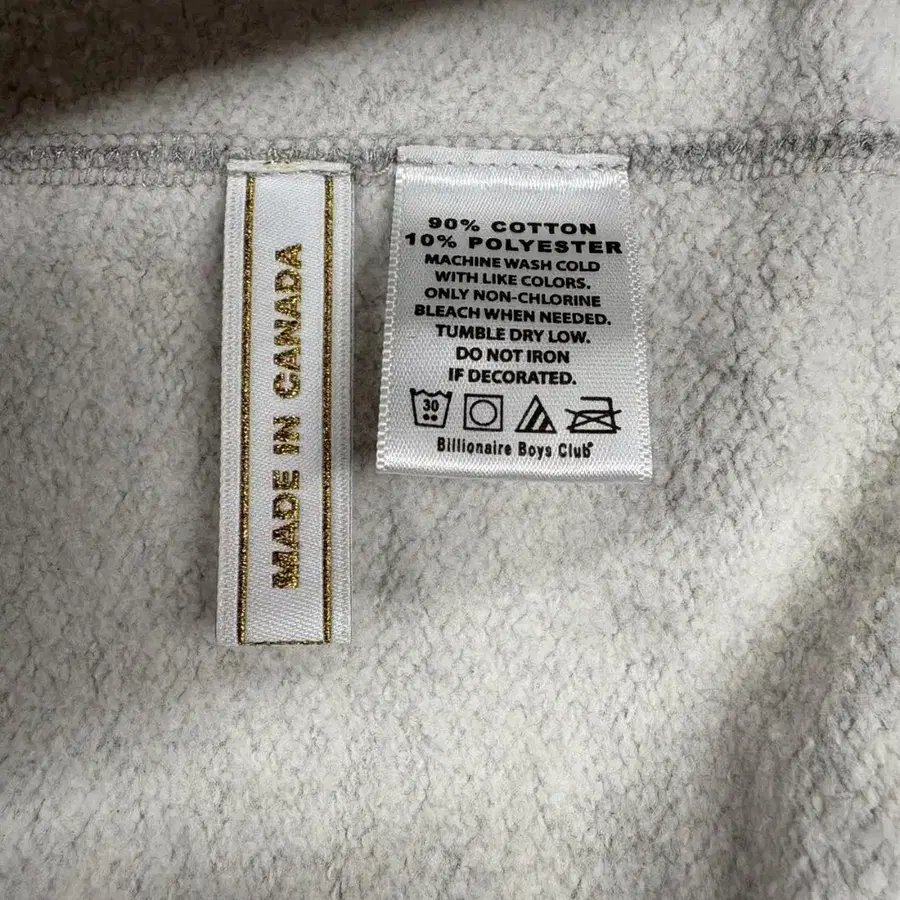 MADE IN CANADA
90% COTTON
10% POLYESTER
MACHINE WASH COLD
WITH LIKE COLORS.
ONLY NON-CHLORINE
BLEACH WHEN NEEDED.
TUMBLE DRY LOW.
DO NOT IRON
IF DECORATED.
30
Billionaire Boys Club®